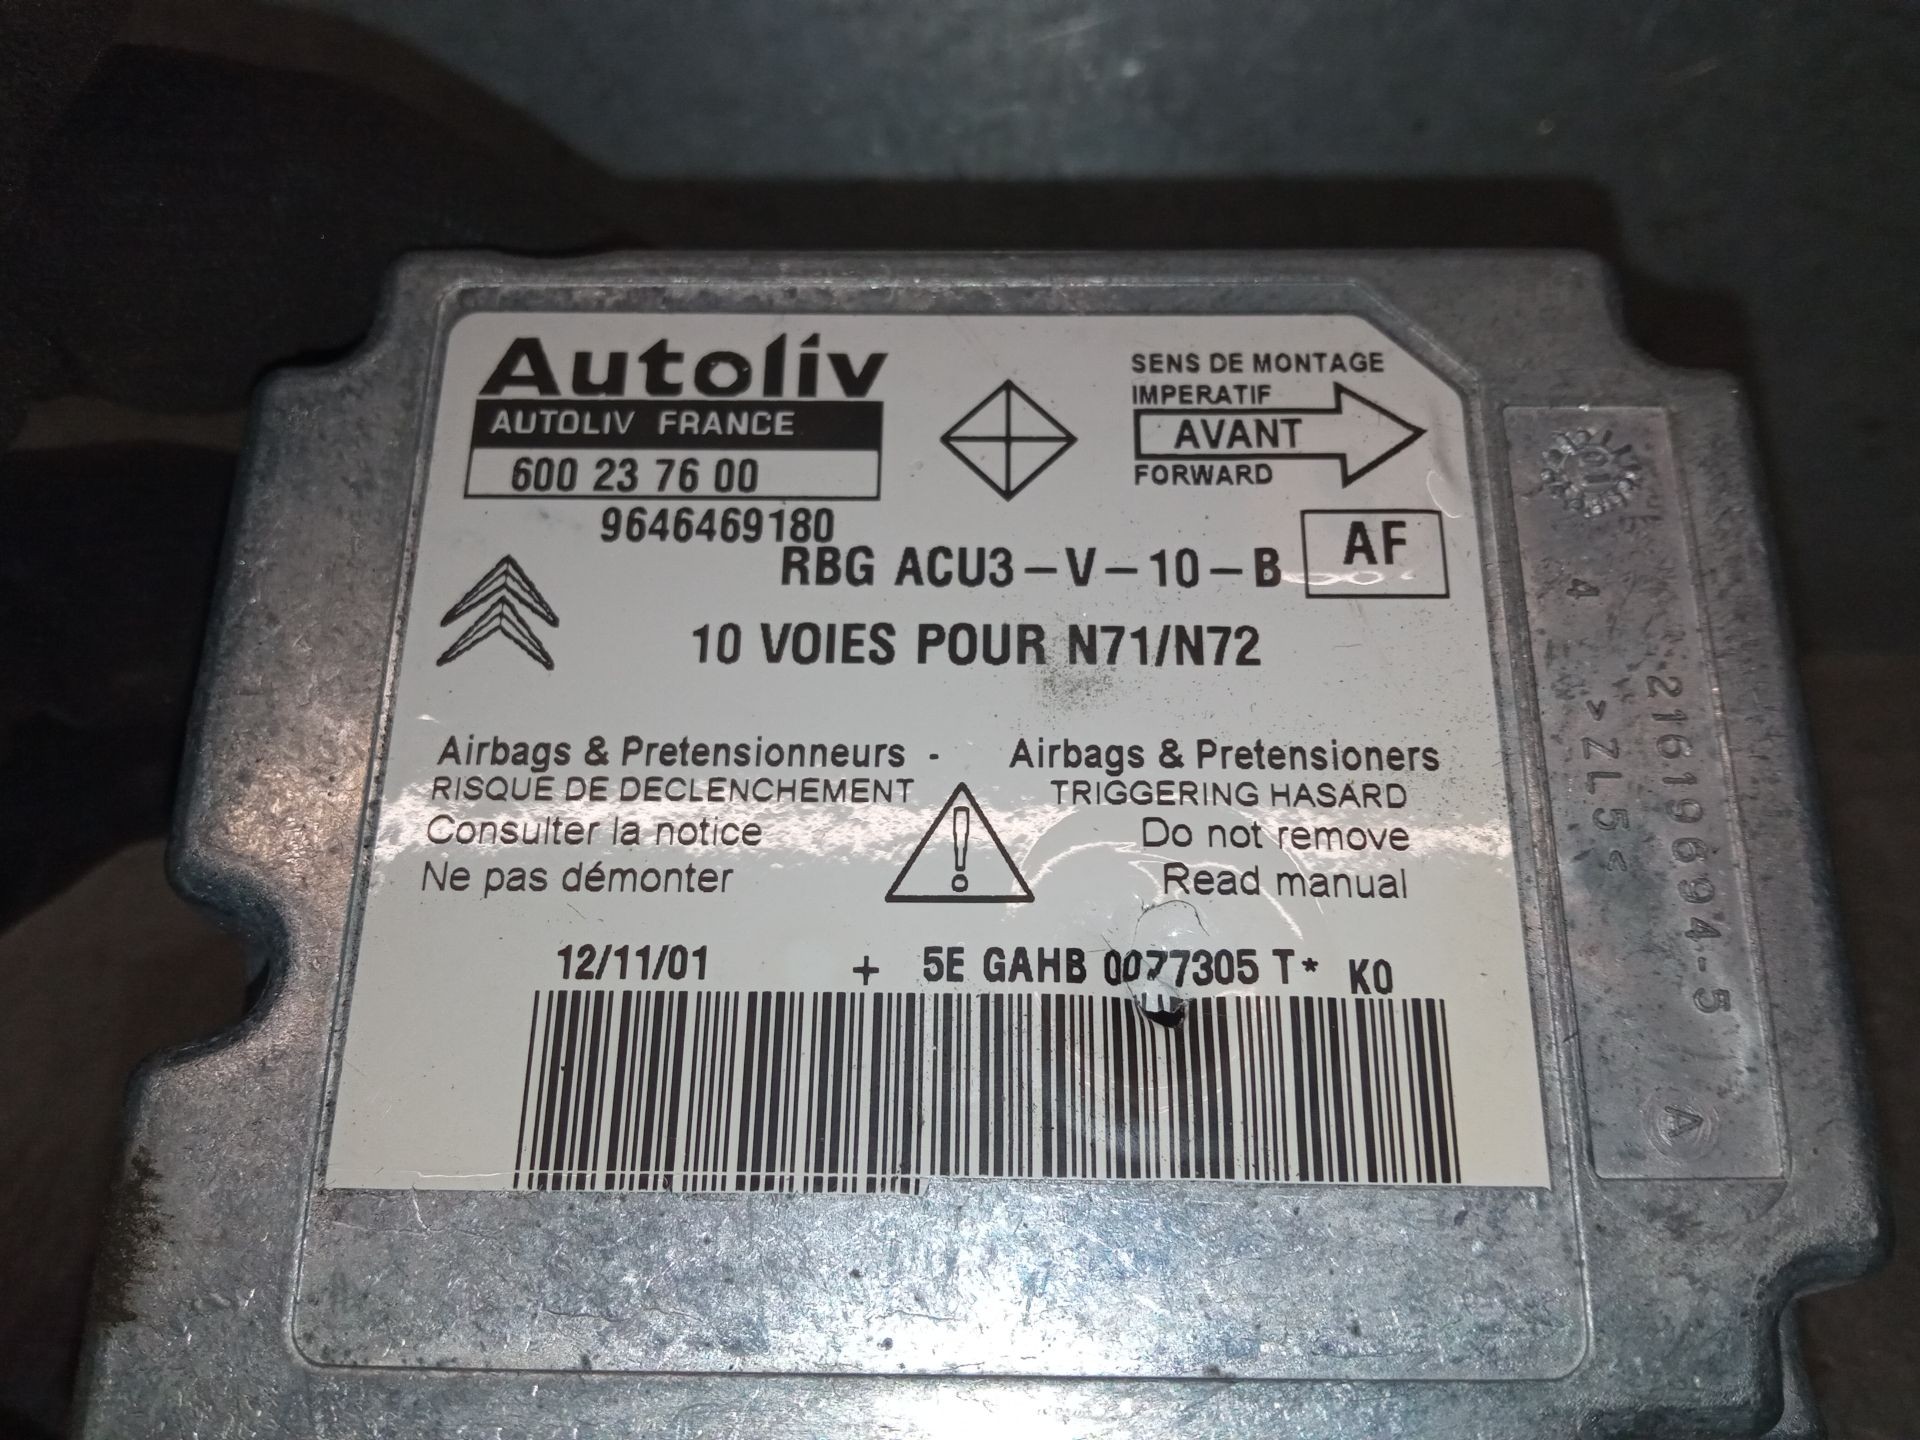 Autoliv
AUTOLIV FRANCE
600 23 76 00
9646469180
SENS DE MONTAGE
IMPERATIF
AVANT
FORWARD
RBG ACU3-V-10-B
AF
10 VOIES POUR N71/N72
Airbags & Pretensionneurs - Airbags & Pretensioners
RISQUE DE DECLENCHEMENT
TRIGGERING HASARD
Consulter la notice
Do not remove
Ne pas démonter
Read manual
!
12/11/01 + 5E GAHB 0077305 T* K0
4 >ZL5<
21619694-5
A